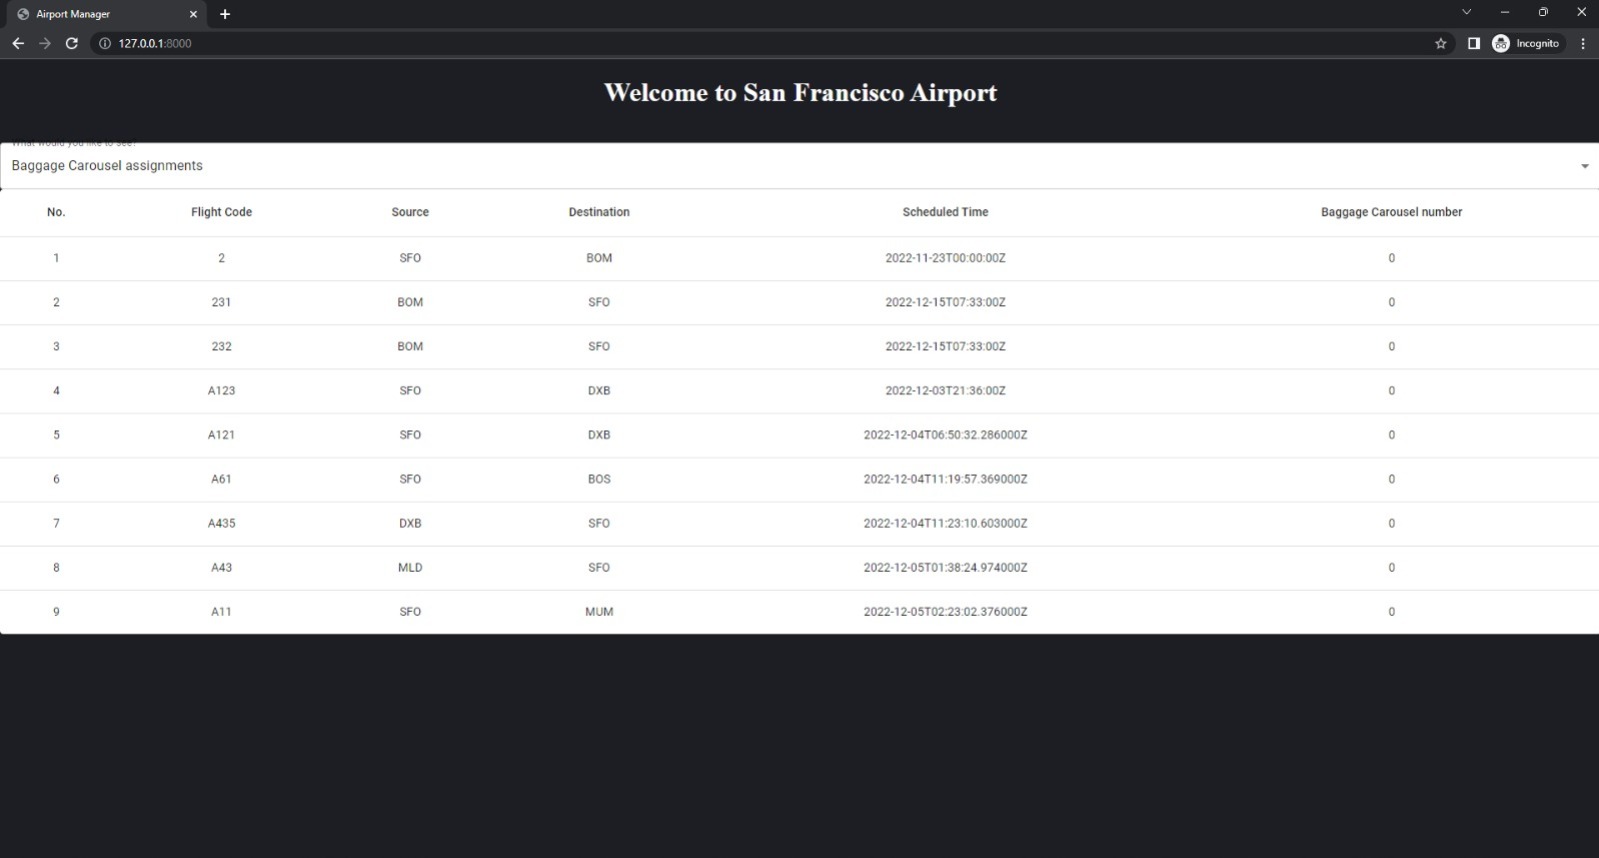 Airport Manager
127.0.0.1:8000
Incognito
Welcome to San Francisco Airport
What would you like to see?
Baggage Carousel assignments
No. Flight Code Source Destination Scheduled Time Baggage Carousel number
1 2 SFO BOM 2022-11-23T00:00:00Z 0
2 231 BOM SFO 2022-12-15T07:33:00Z 0
3 232 BOM SFO 2022-12-15T07:33:00Z 0
4 A123 SFO DXB 2022-12-03T21:36:00Z 0
5 A121 SFO DXB 2022-12-04T06:50:32.286000Z 0
6 A61 SFO BOS 2022-12-04T11:19:57.369000Z 0
7 A435 DXB SFO 2022-12-04T11:23:10.603000Z 0
8 A43 MLD SFO 2022-12-05T01:38:24.974000Z 0
9 A11 SFO MUM 2022-12-05T02:23:02.376000Z 0